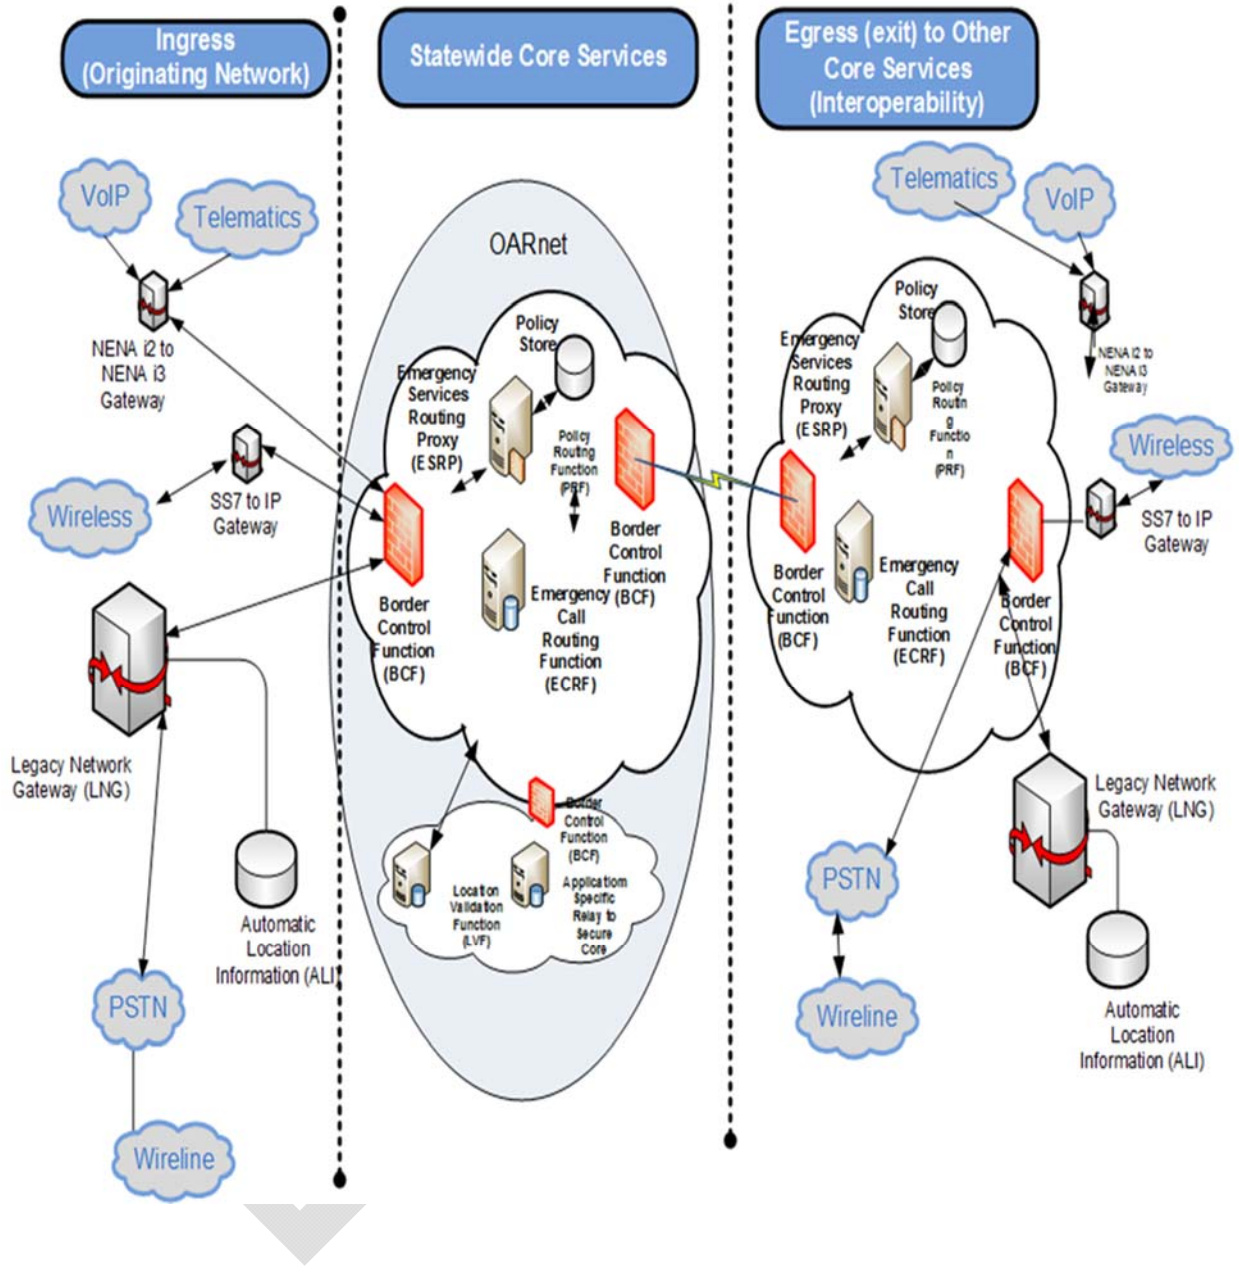 Ingress
(Originating Network)
Statewide Core Services
Egress (exit) to Other
Core Services
(Interoperability)
VoIP
Telematics
NENA i2 to
NENA i3
Gateway
Wireless
SS7 to IP
Gateway
Legacy Network
Gateway (LNG)
Automatic
Location
Information (ALI)
PSTN
Wireline
OARnet
Policy
Store
Emergency
Services
Routing
Proxy
(ESRP)
Policy
Routing
Function
(PRF)
Border
Control
Function
(BCF)
Border
Control
Function
(BCF)
Emergency
Call
Routing
Function
(ECRF)
Border
Control
Function
(BCF)
Location
Validation
Function
(LVF)
Applicatiom
Specific
Relay to
Secure
Core
Telematics
VoIP
NENA i2 to
NENA i3
Gateway
Policy
Store
Emergency
Services
Routing
Proxy
(ESRP)
Policy
Routin
g
Functio
n
(PRF)
Wireless
SS7 to IP
Gateway
Border
Control
Function
(BCF)
Emergency
Call
Routing
Function
(ECRF)
Border
Control
Function
(BCF)
Legacy Network
Gateway (LNG)
PSTN
Wireline
Automatic
Location
Information (ALI)